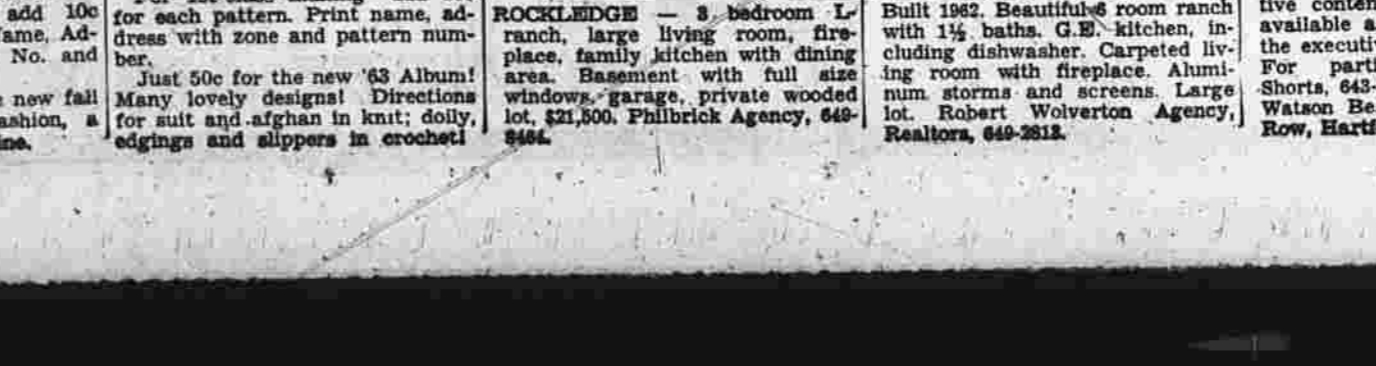 add 10c
ame, Ad-
No. and
new fall
ashion, a
ine.
for each pattern. Print name, ad-
dress with zone and pattern num-
ber.
Just 50c for the new '63 Album!
Many lovely designs! Directions
for suit and afghan in knit; doily,
edgings and slippers in crochet!
ROCKLEDGE — 3 bedroom L-
ranch, large living room, fire-
place, family kitchen with dining
area. Basement with full size
windows, garage, private wooded
lot, $21,500. Philbrick Agency, 649-
8464.
Built 1962. Beautiful 6 room ranch
with 1½ baths. G.E. kitchen, in-
cluding dishwasher. Carpeted liv-
ing room with fireplace. Alumi-
num storms and screens. Large
lot. Robert Wolverton Agency,
Realtors, 649-2813.
tive conten
available a
the executi
For parti
Shorts, 643-
Watson Be
Row, Hartf